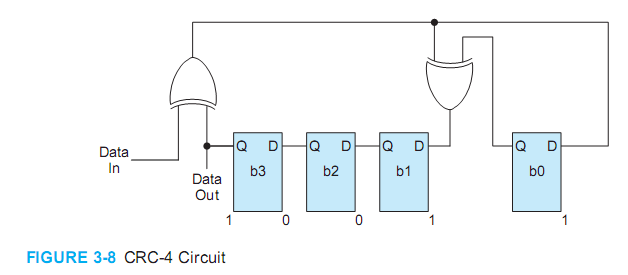 Data
In
Data
Out
Q D
b3
Q D
b2
Q D
b1
Q D
b0
1 0 0 1 1
FIGURE 3-8 CRC-4 Circuit